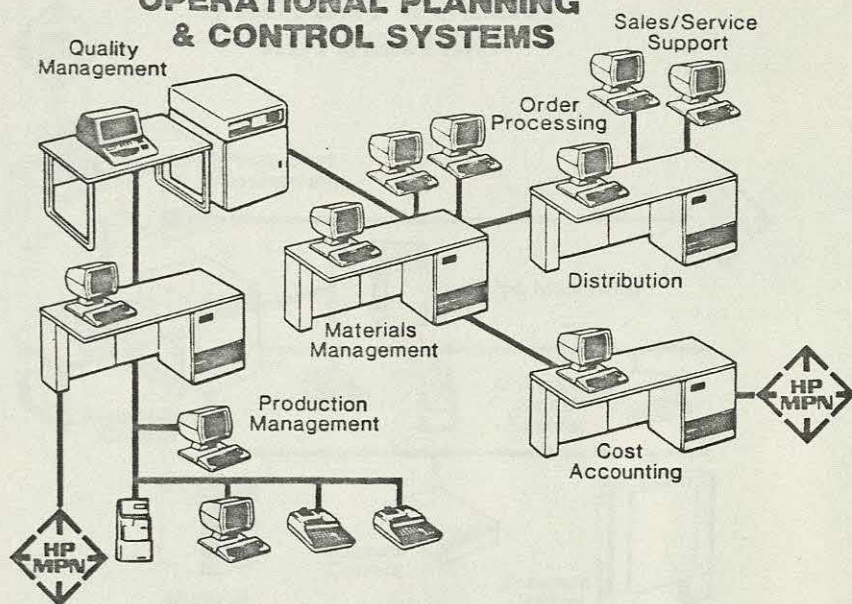 OPERATIONAL PLANNING
& CONTROL SYSTEMS
Quality
Management
Sales/Service
Support
Order
Processing
Distribution
Materials
Management
Production
Management
Cost
Accounting
HP
MPN
HP
MPN